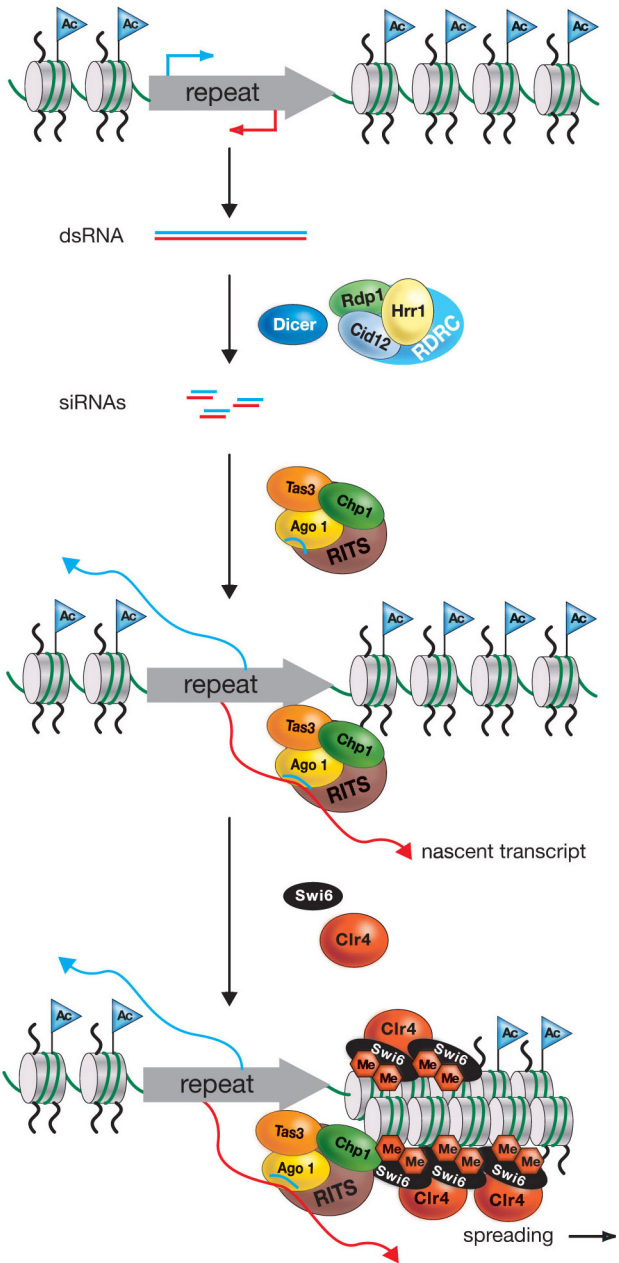 Ac Ac Ac Ac Ac Ac
repeat
dsRNA
Dicer Rdp1 Hrr1
Cid12 RDRC
siRNAs
Tas3 Chp1
Ago 1
RITS
Ac Ac Ac Ac Ac Ac
repeat
Tas3 Chp1
Ago 1
RITS
nascent transcript
Swi6
Clr4
Ac Ac Clr4 Ac Ac
Swi6 Swi6
Me Me Me Me
repeat
Tas3 Chp1 Me Me Me Me Me Me
Ago 1 Swi6 Swi6 Swi6
RITS Clr4 Clr4
spreading